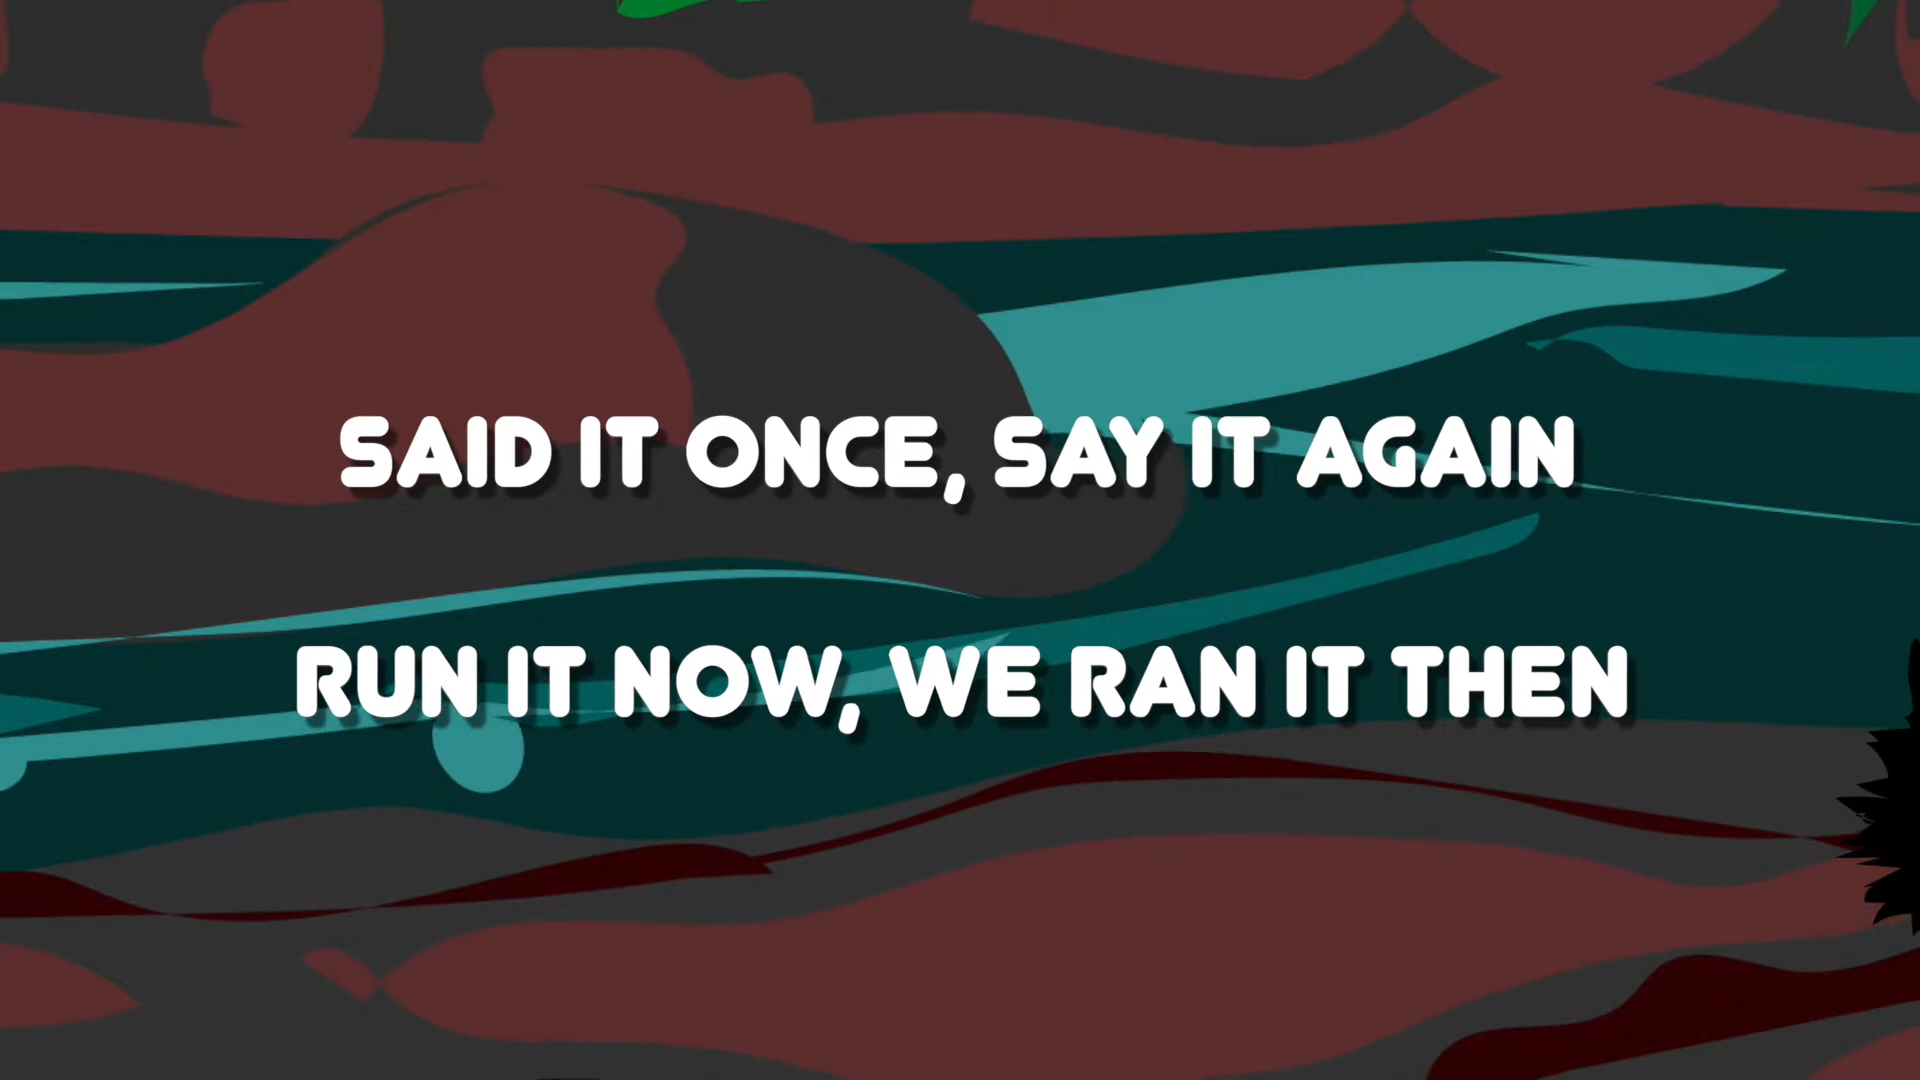 SAID IT ONCE, SAY IT AGAIN
RUN IT NOW, WE RAN IT THEN